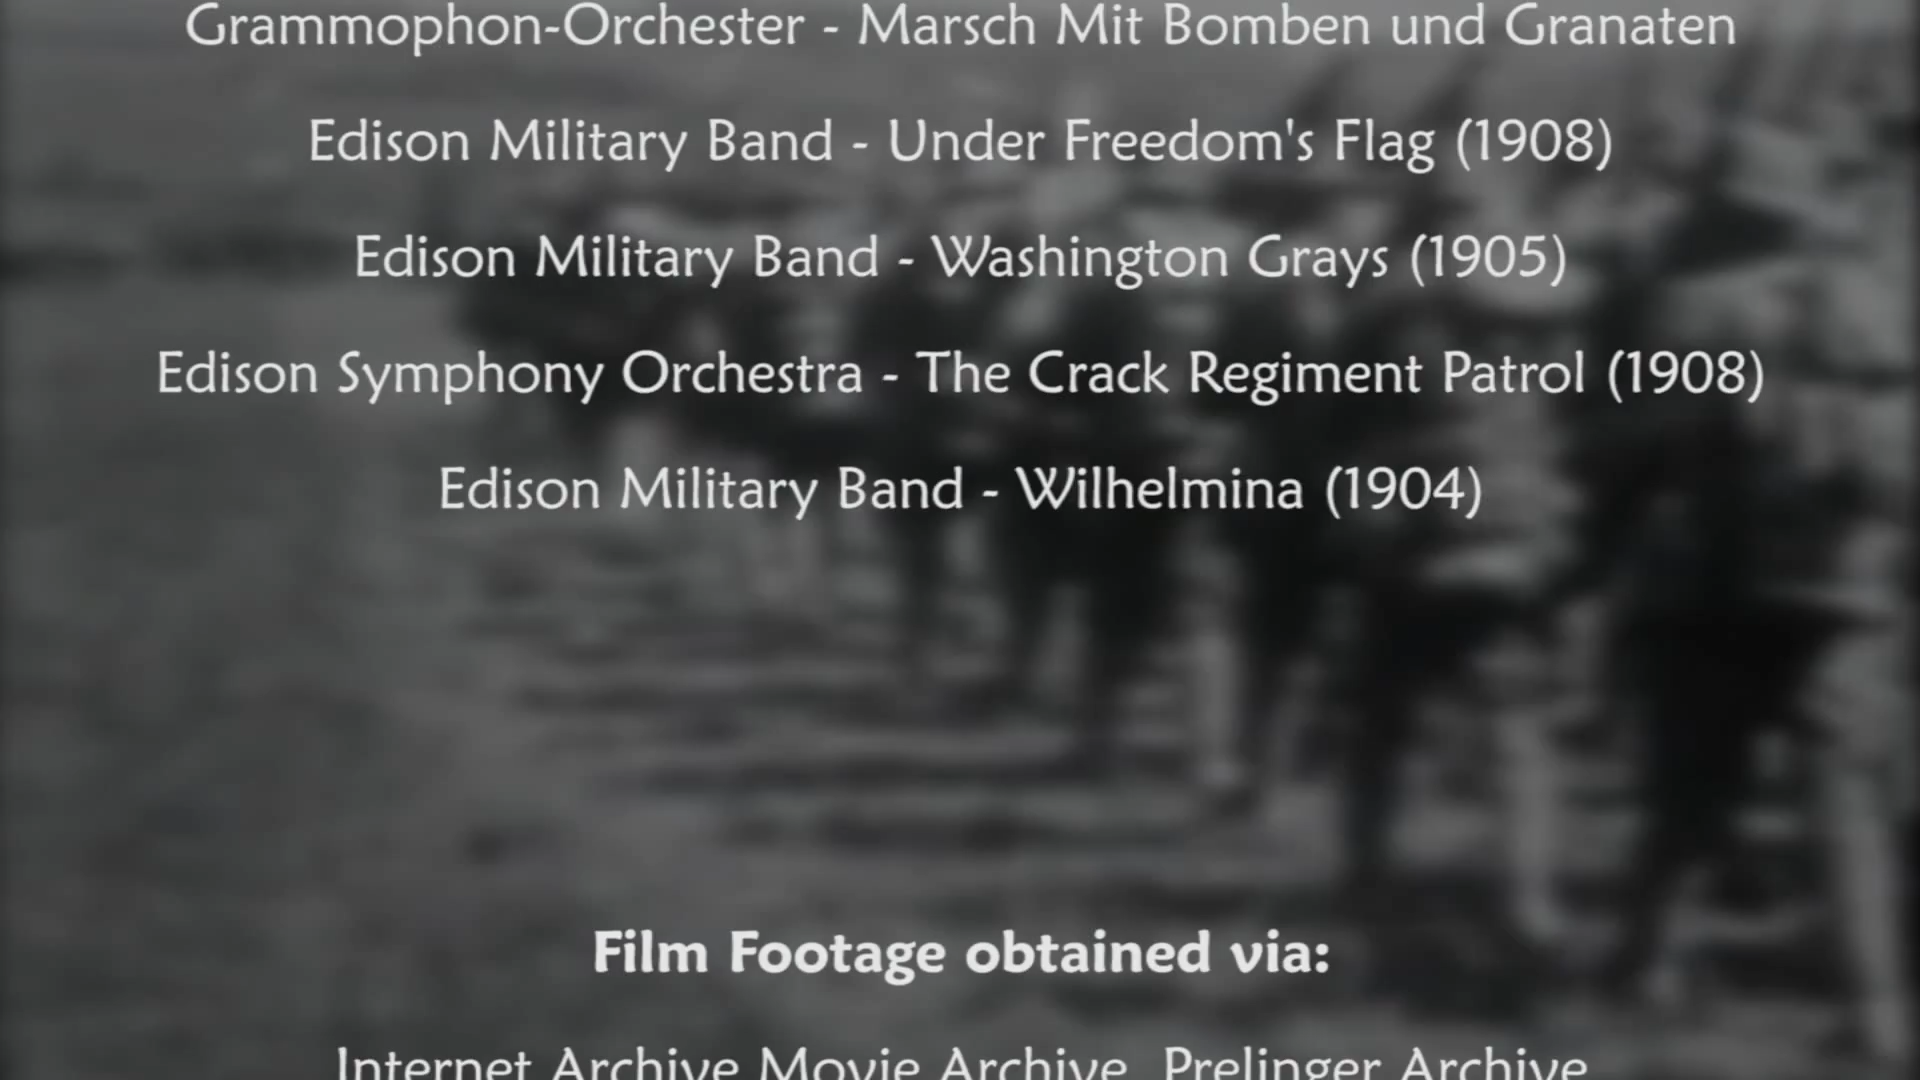 Grammophon-Orchester - Marsch Mit Bomben und Granaten
Edison Military Band - Under Freedom's Flag (1908)
Edison Military Band - Washington Grays (1905)
Edison Symphony Orchestra - The Crack Regiment Patrol (1908)
Edison Military Band - Wilhelmina (1904)
Film Footage obtained via:
Internet Archive Movie Archive, Prelinger Archive